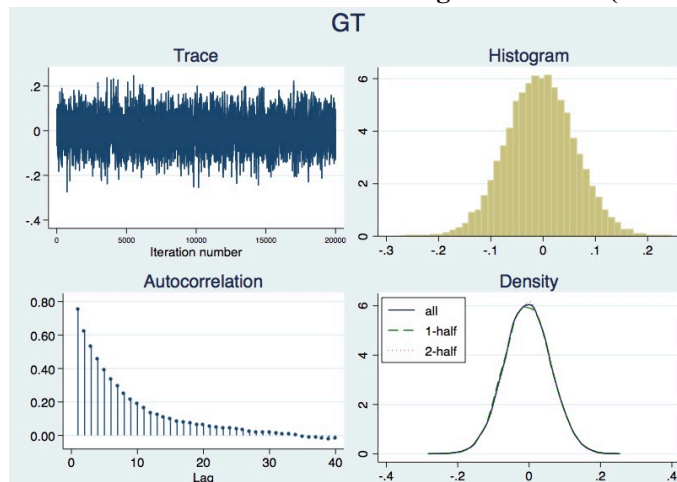 GT
Trace
.2
0
-.2
-.4
0 5000 10000 15000 20000
Iteration number
Histogram
6
4
2
0
-0.3 -.2 -.1 0 .1 .2
Autocorrelation
0.80
0.60
0.40
0.20
0.00
0 10 20 30 40
Lag
Density
all
1-half
2-half
6
4
2
0
-0.4 -.2 0 .2 .4